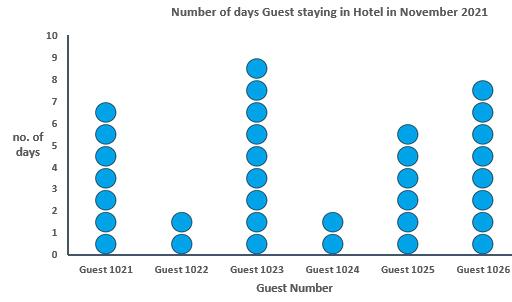 Number of days Guest staying in Hotel in November 2021
10
9
8
7
6
5
4
3
2
1
0
no. of
days
Guest 1021 Guest 1022 Guest 1023 Guest 1024 Guest 1025 Guest 1026
Guest Number